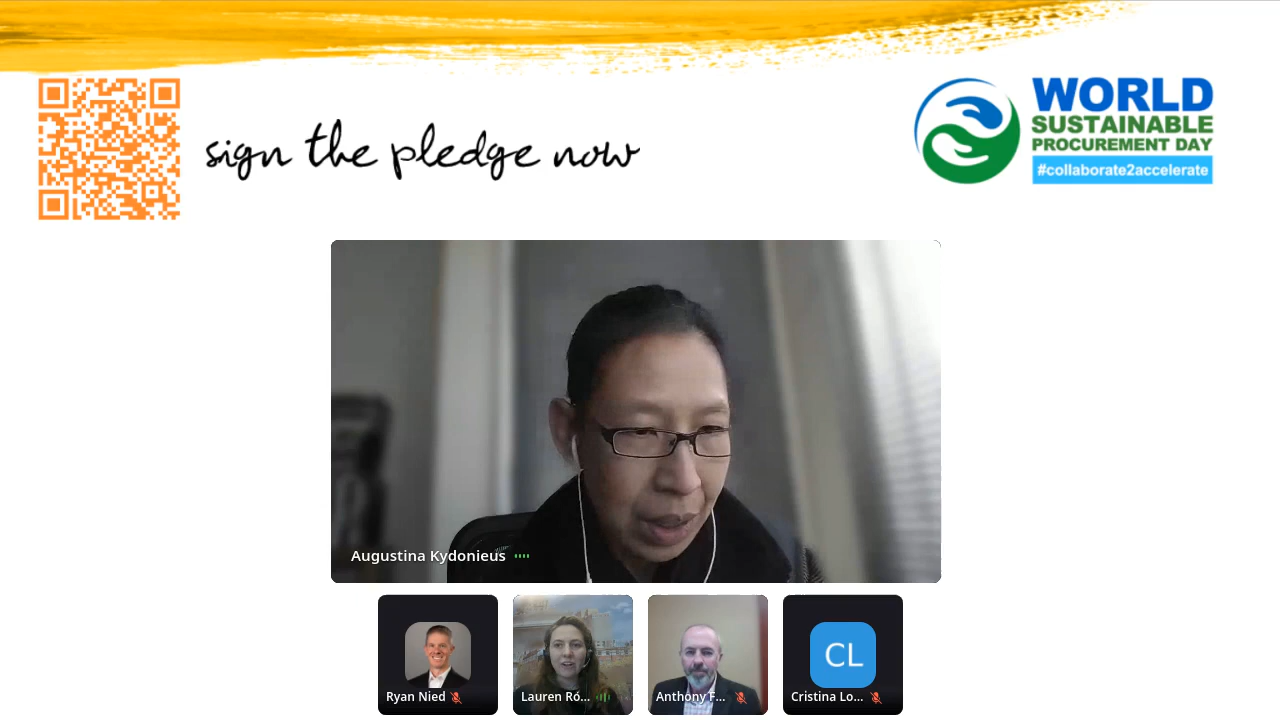 sign the pledge now
WORLD
SUSTAINABLE
PROCUREMENT DAY
#collaborate2accelerate
Augustina Kydonieus
Ryan Nied
Lauren Ró...
Anthony F...
CL
Cristina Lo...